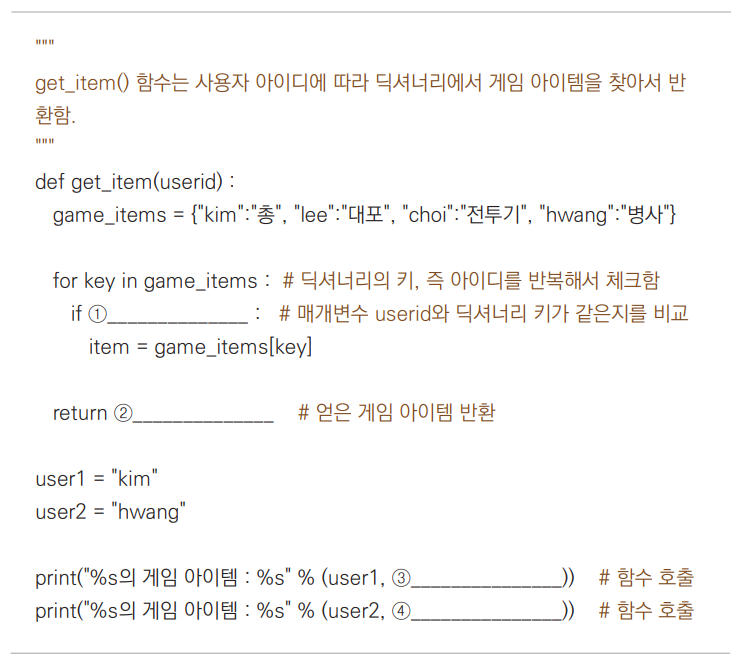 """
get_item() 함수는 사용자 아이디에 따라 딕셔너리에서 게임 아이템을 찾아서 반
환함.
"""
def get_item(userid) :
game_items = {"kim":"총", "lee":"대포", "choi":"전투기", "hwang":"병사"}
for key in game_items : # 딕셔너리의 키, 즉 아이디를 반복해서 체크함
if ①______________ : # 매개변수 userid와 딕셔너리 키가 같은지를 비교
item = game_items[key]
return ②______________ # 얻은 게임 아이템 반환
user1 = "kim"
user2 = "hwang"
print("%s의 게임 아이템 : %s" % (user1, ③_______________)) # 함수 호출
print("%s의 게임 아이템 : %s" % (user2, ④_______________)) # 함수 호출